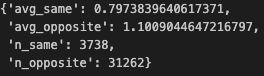 {'avg_same': 0.7973839640617371,
'avg_opposite': 1.1009044647216797,
'n_same': 3738,
'n_opposite': 31262}